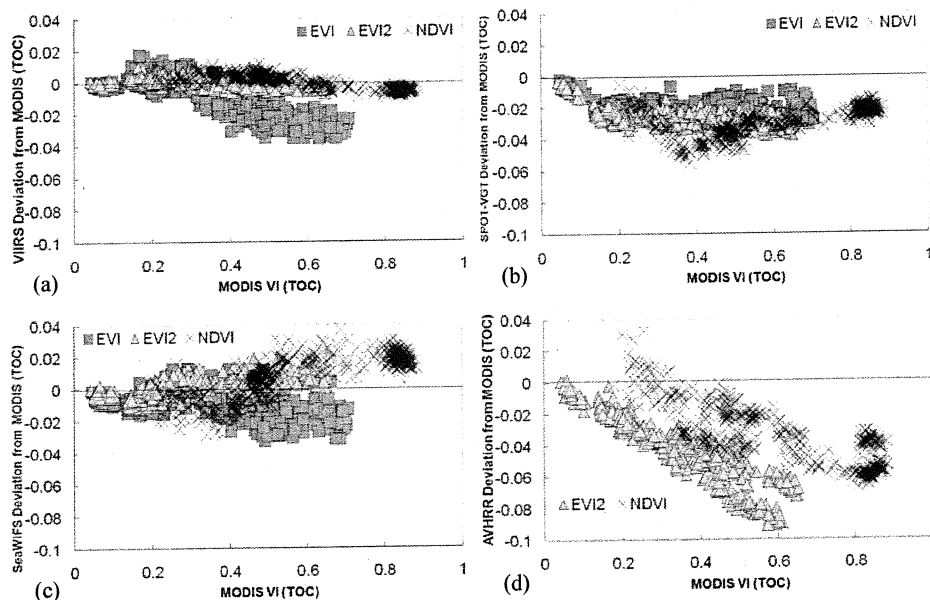 VIIRS Deviation from MODIS (TOC)
0.04
0.02
0
-0.02
-0.04
-0.06
-0.08
-0.1
EVI EVI2 NDVI
0 0.2 0.4 0.6 0.8 1
MODIS VI (TOC)
(a)
SPOT-VGT Deviation from MODIS (TOC)
0.04
0.02
0
-0.02
-0.04
-0.06
-0.08
-0.1
EVI EVI2 NDVI
0 0.2 0.4 0.6 0.8 1
MODIS VI (TOC)
(b)
SeaWiFS Deviation from MODIS (TOC)
0.04
0.02
0
-0.02
-0.04
-0.06
-0.08
-0.1
EVI EVI2 NDVI
0 0.2 0.4 0.6 0.8 1
MODIS VI (TOC)
(c)
AVHRR Deviation from MODIS (TOC)
0.04
0.02
0
-0.02
-0.04
-0.06
-0.08
-0.1
EVI2 NDVI
0 0.2 0.4 0.6 0.8
MODIS VI (TOC)
(d)